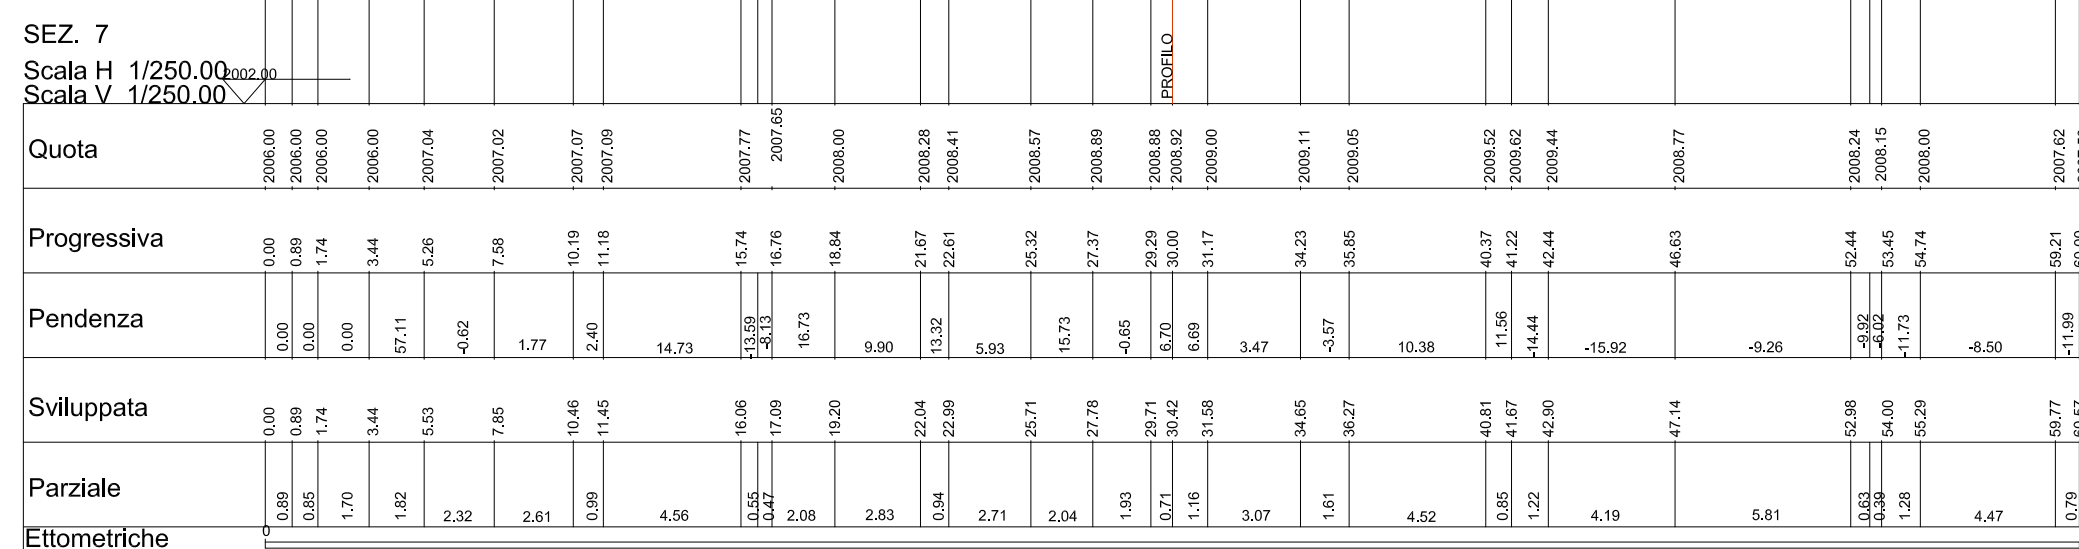 SEZ. 7
Scala H 1/250.00
2002.00
Scala V 1/250.00
PROFILO
Quota 2006.00 2006.00 2006.00 2006.00 2007.04 2007.02 2007.07 2007.09 2007.77 2007.65 2008.00 2008.28 2008.41 2008.57 2008.89 2008.88 2008.92 2009.00 2009.11 2009.05 2009.52 2009.62 2009.44 2008.77 2008.24 2008.15 2008.00 2007.62
Progressiva 0.00 0.89 1.74 3.44 5.26 7.58 10.19 11.18 15.74 16.76 18.84 21.67 22.61 25.32 27.37 29.29 30.00 31.17 34.23 35.85 40.37 41.22 42.44 46.63 52.44 53.45 54.74 59.21
Pendenza 0.00 0.00 0.00 57.11 -0.62 1.77 2.40 14.73 -13.59 -8.13 16.73 9.90 13.32 5.93 15.73 -0.65 6.70 6.69 3.47 -3.57 10.38 11.56 -14.44 -15.92 -9.26 -9.92 -6.02 -11.73 -8.50 -11.99
Sviluppata 0.00 0.89 1.74 3.44 5.53 7.85 10.46 11.45 16.06 17.09 19.20 22.04 22.99 25.71 27.78 29.71 30.42 31.58 34.65 36.27 40.81 41.67 42.90 47.14 52.98 54.00 55.29 59.77
Parziale 0.89 0.85 1.70 1.82 2.32 2.61 0.99 4.56 0.55 0.47 2.08 2.83 0.94 2.71 2.04 1.93 0.71 1.16 3.07 1.61 4.52 0.85 1.22 4.19 5.81 0.63 0.39 1.28 4.47 0.79
Ettometriche 0